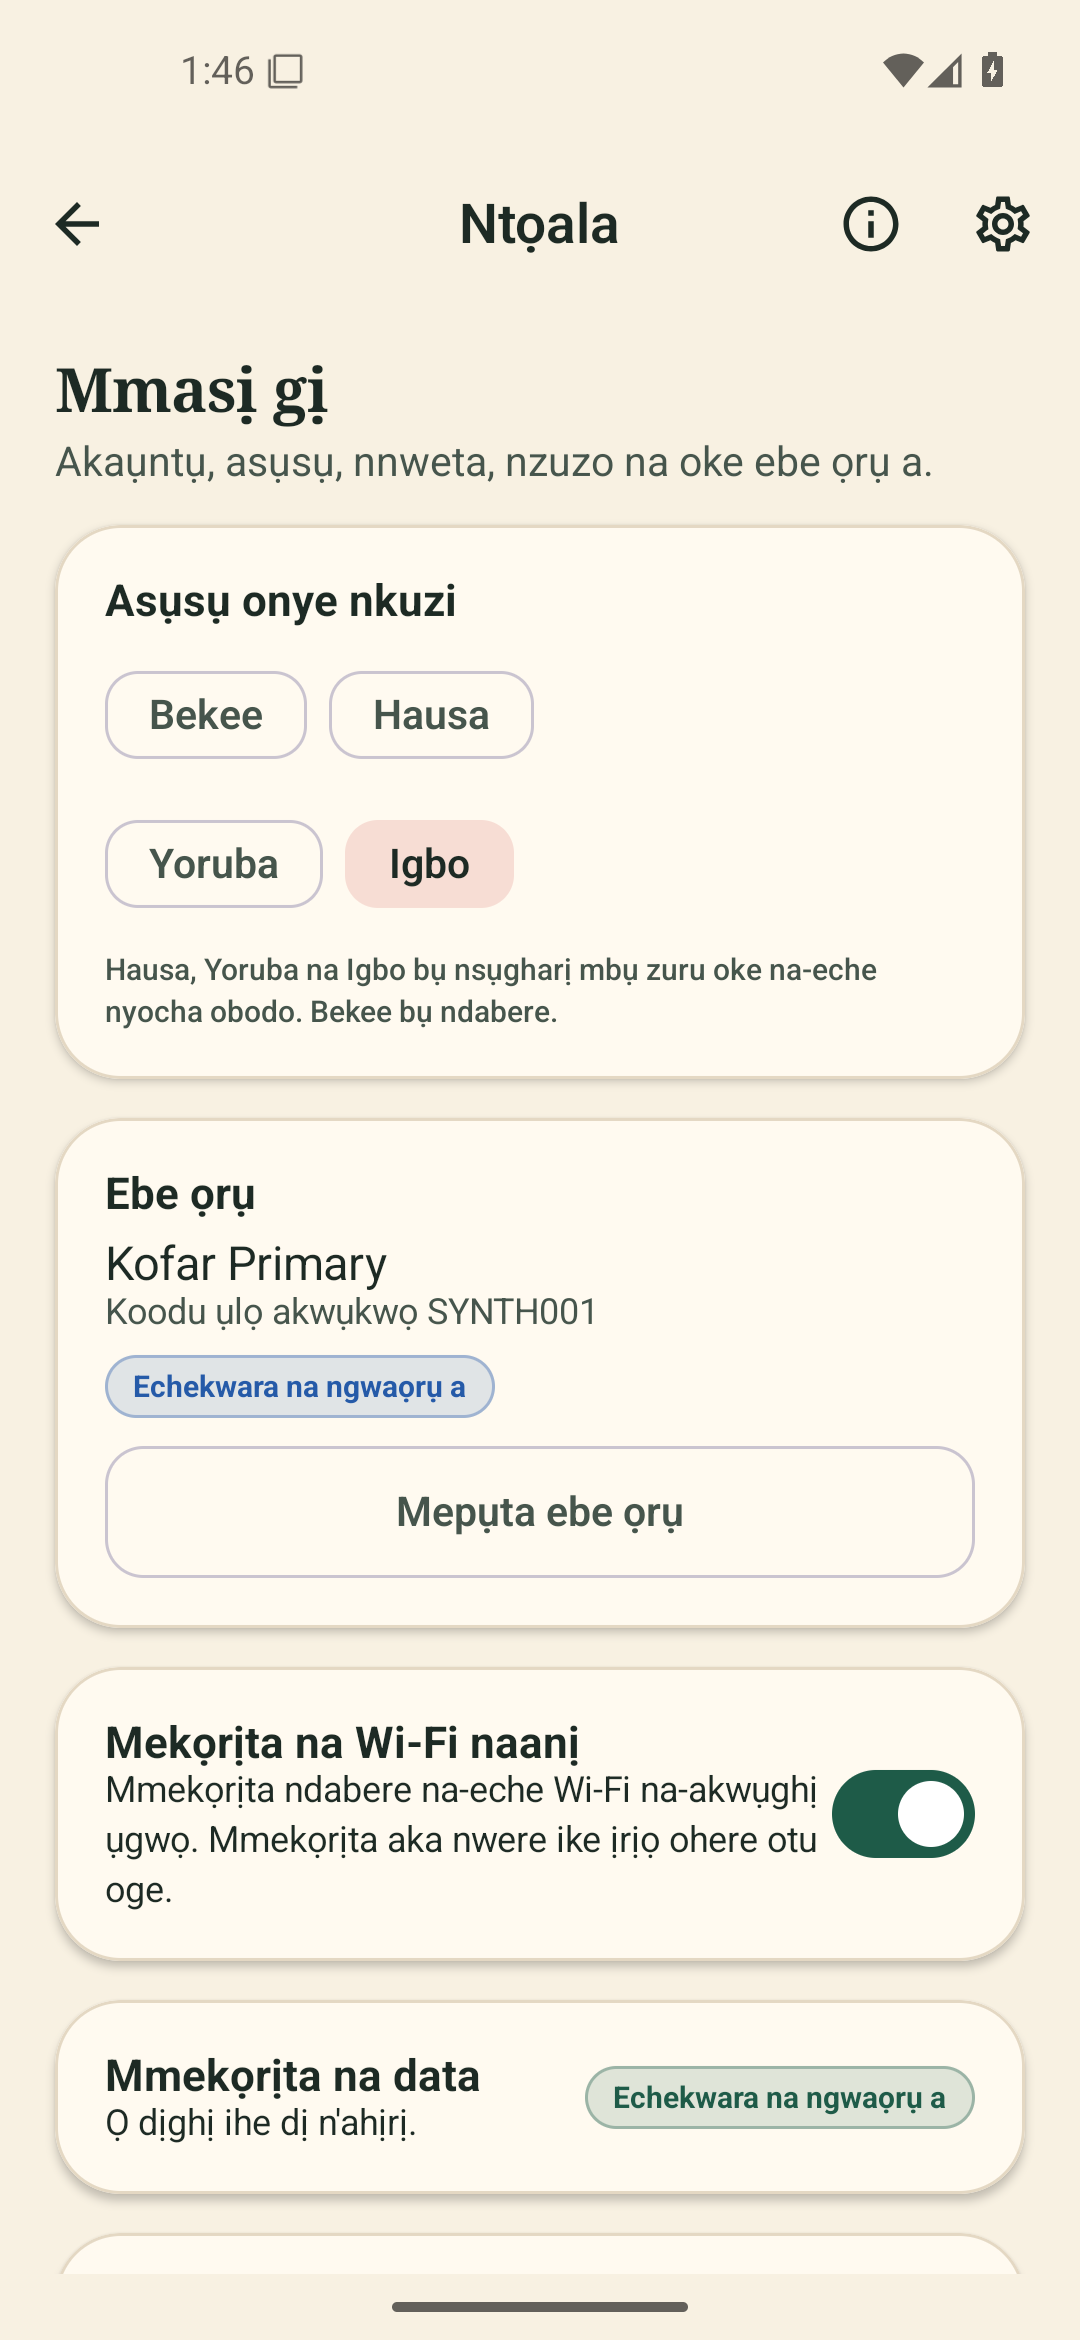 1:46
Ntọala
Mmasị gị
Akaụntụ, asụsụ, nnweta, nzuzo na oke ebe ọrụ a.
Asụsụ onye nkuzi
Bekee
Hausa
Yoruba
Igbo
Hausa, Yoruba na Igbo bụ nsụgharị mbụ zuru oke na-eche
nyocha obodo. Bekee bụ ndabere.
Ebe ọrụ
Kofar Primary
Koodu ụlọ akwụkwọ SYNTH001
Echekwara na ngwaọrụ a
Mepụta ebe ọrụ
Mekọrịta na Wi-Fi naanị
Mmekọrịta ndabere na-eche Wi-Fi na-akwụghị
ụgwọ. Mmekọrịta aka nwere ike ịrịọ ohere otu
oge.
Mmekọrịta na data
Ọ dịghị ihe dị n'ahịrị.
Echekwara na ngwaọrụ a